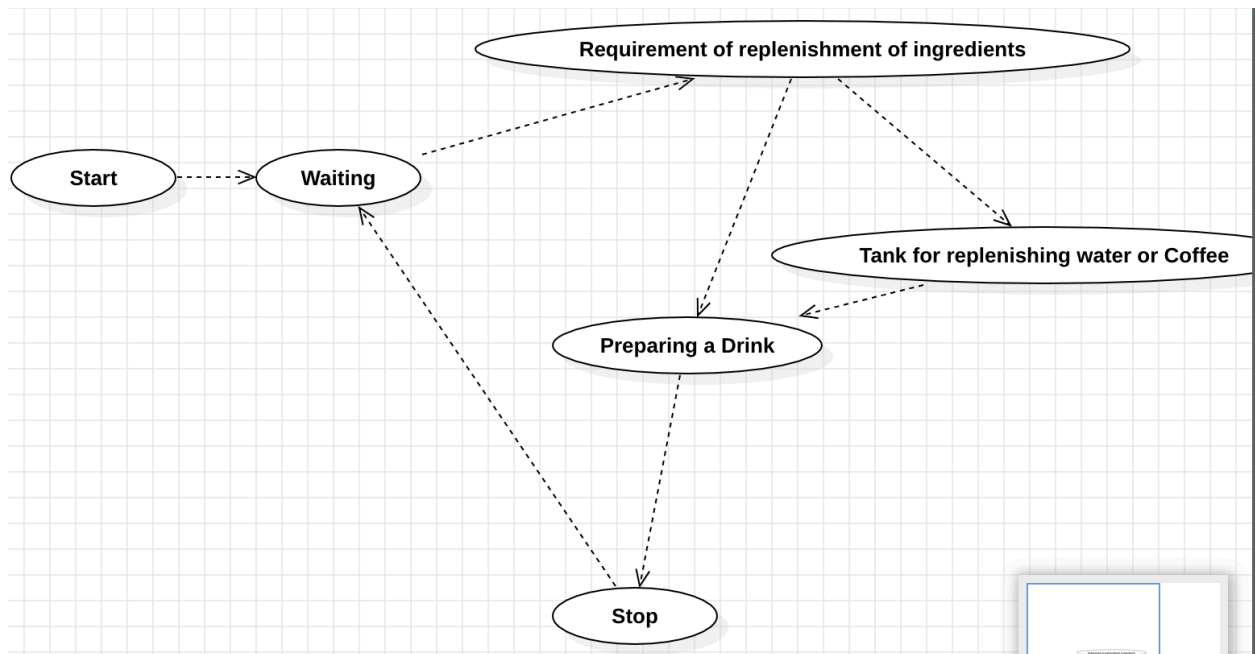 Requirement of replenishment of ingredients
Start
Waiting
Tank for replenishing water or Coffee
Preparing a Drink
Stop